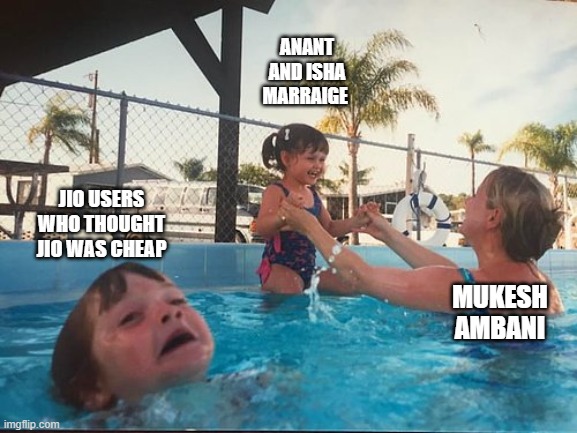 ANANT
AND ISHA
MARRAIGE
JIO USERS
WHO THOUGHT
JIO WAS CHEAP
MUKESH
AMBANI
imgflip.com